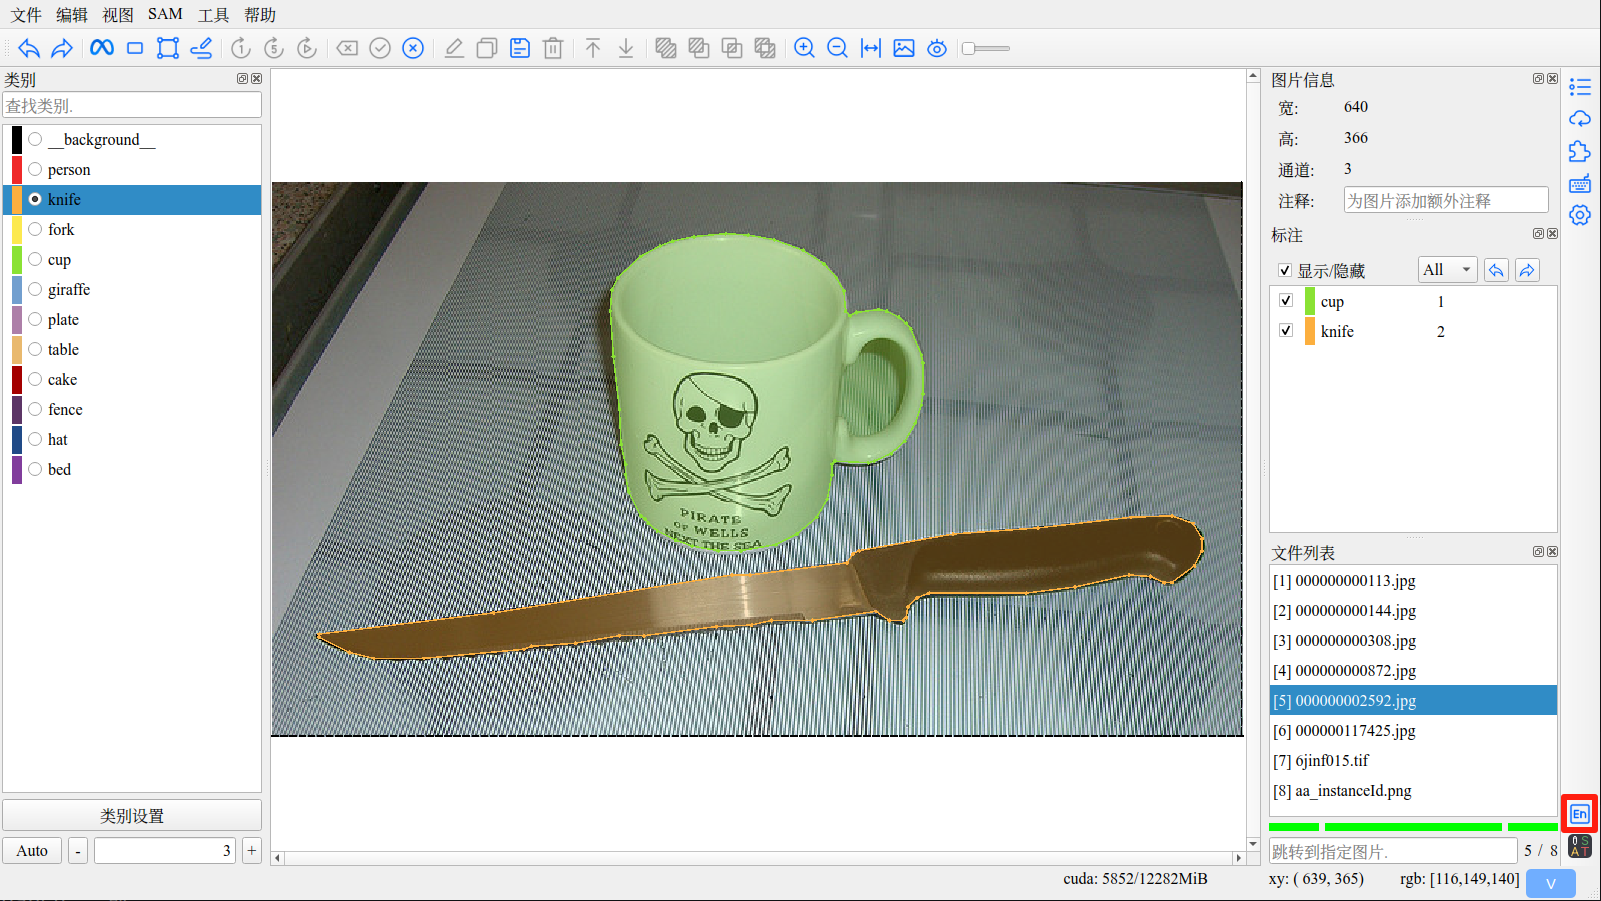 文件 编辑 视图 SAM 工具 帮助
1 5
类别
查找类别.
__background__
person
knife
fork
cup
giraffe
plate
table
cake
fence
hat
bed
类别设置
Auto - 3 +
PIRATE
OF WELLS
NEXT THE SEA
图片信息
宽: 640
高: 366
通道: 3
注释: 为图片添加额外注释
标注
显示/隐藏 All
cup 1
knife 2
文件列表
[1] 000000000113.jpg
[2] 000000000144.jpg
[3] 000000000308.jpg
[4] 000000000872.jpg
[5] 000000002592.jpg
[6] 000000117425.jpg
[7] 6jinf015.tif
[8] aa_instanceId.png
En
跳转到指定图片. 5 / 8
I S
A T
cuda: 5852/12282MiB xy: ( 639, 365) rgb: [116,149,140] V